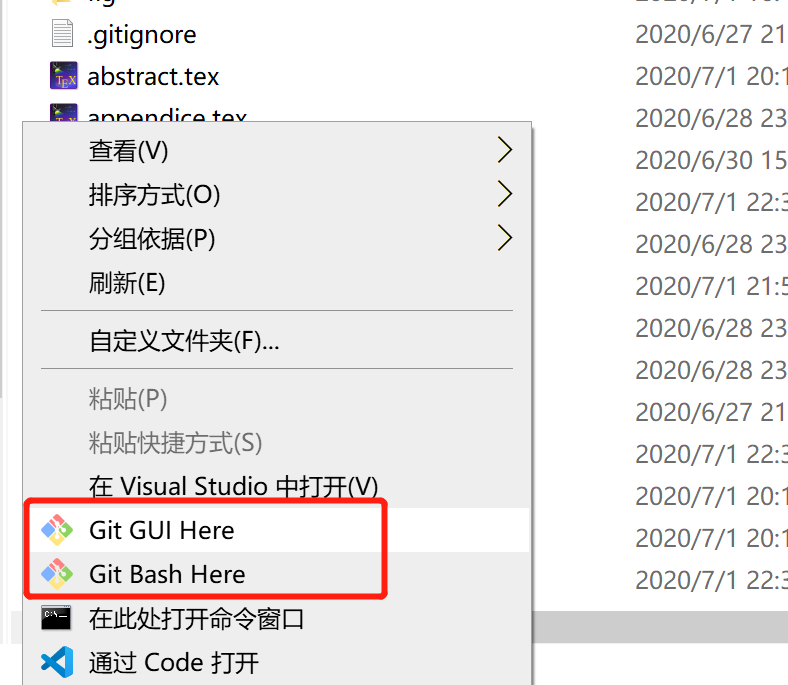 .gitignore 2020/6/27 21
abstract.tex 2020/7/1 20:1
appendice.tex 2020/6/28 23
2020/6/30 15
查看(V)
2020/7/1 22:3
排序方式(O)
2020/6/28 23
分组依据(P)
2020/7/1 21:5
刷新(E)
2020/6/28 23
自定义文件夹(F)...
2020/6/28 23
粘贴(P)
2020/6/27 21
粘贴快捷方式(S)
2020/7/1 22:3
在 Visual Studio 中打开(V)
2020/7/1 20:1
Git GUI Here
2020/7/1 20:1
Git Bash Here
2020/7/1 22:3
C:\_
在此处打开命令窗口
通过 Code 打开